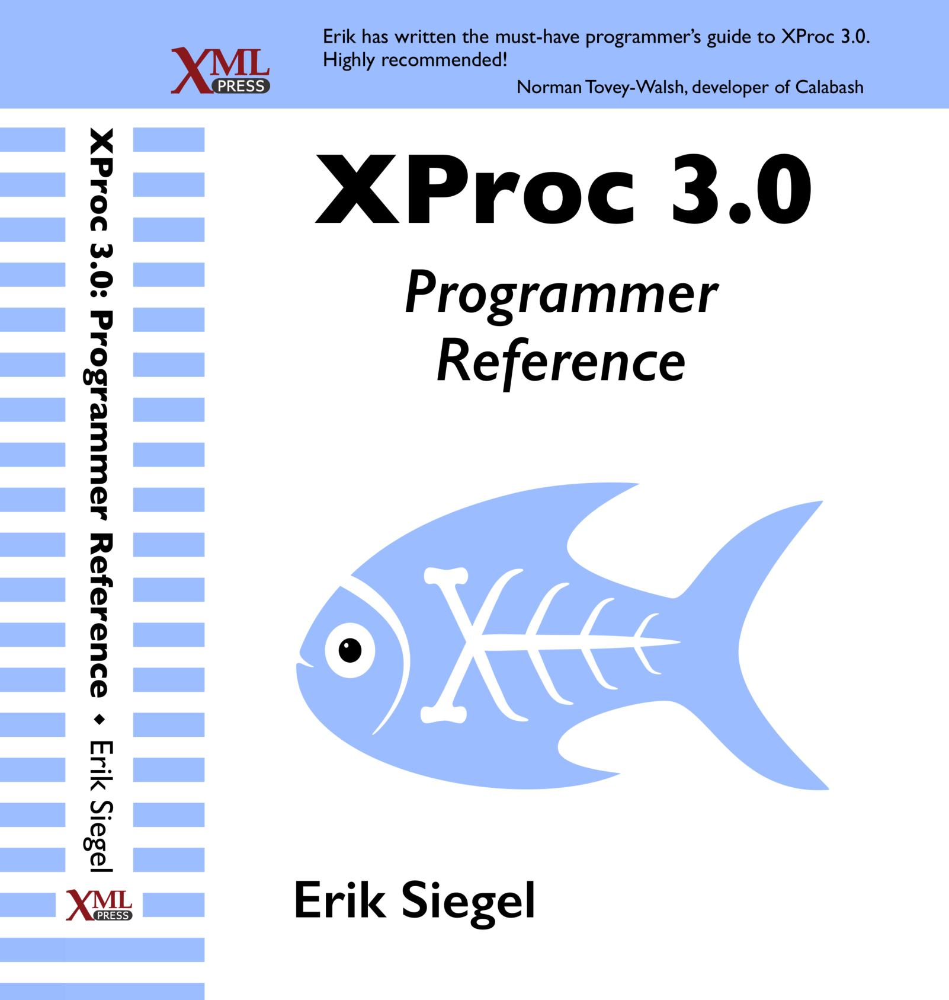 XML
PRESS
Erik has written the must-have programmer’s guide to XProc 3.0.
Highly recommended!
Norman Tovey-Walsh, developer of Calabash
XProc 3.0
Programmer
Reference
Erik Siegel
XProc 3.0: Programmer Reference ◆ Erik Siegel
XML
PRESS